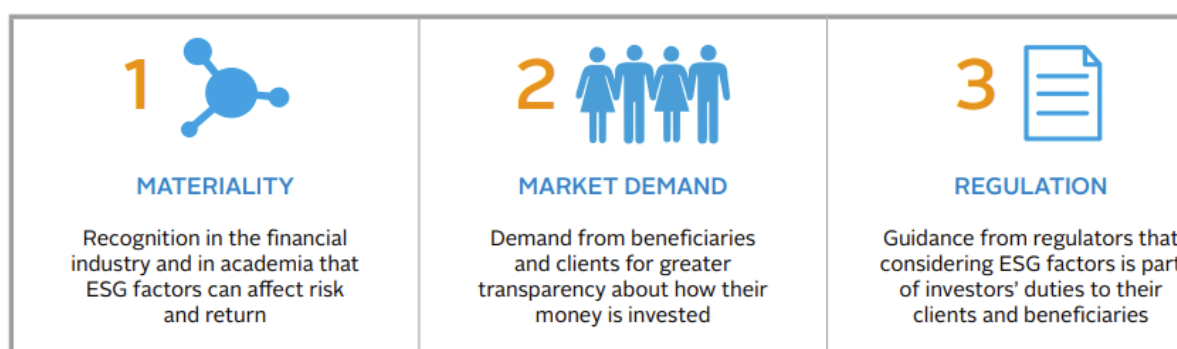 1
MATERIALITY
Recognition in the financial
industry and in academia that
ESG factors can affect risk
and return
2
MARKET DEMAND
Demand from beneficiaries
and clients for greater
transparency about how their
money is invested
3
REGULATION
Guidance from regulators that
considering ESG factors is part
of investors' duties to their
clients and beneficiaries